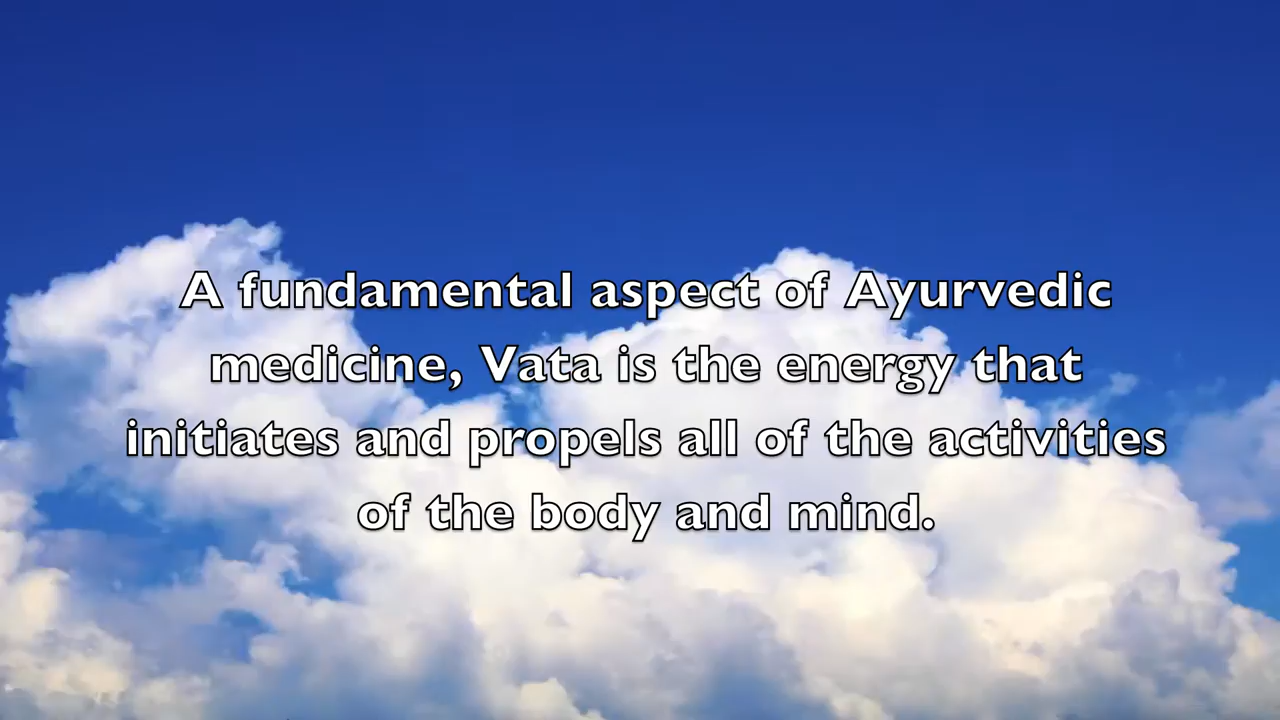 A fundamental aspect of Ayurvedic
medicine, Vata is the energy that
initiates and propels all of the activities
of the body and mind.